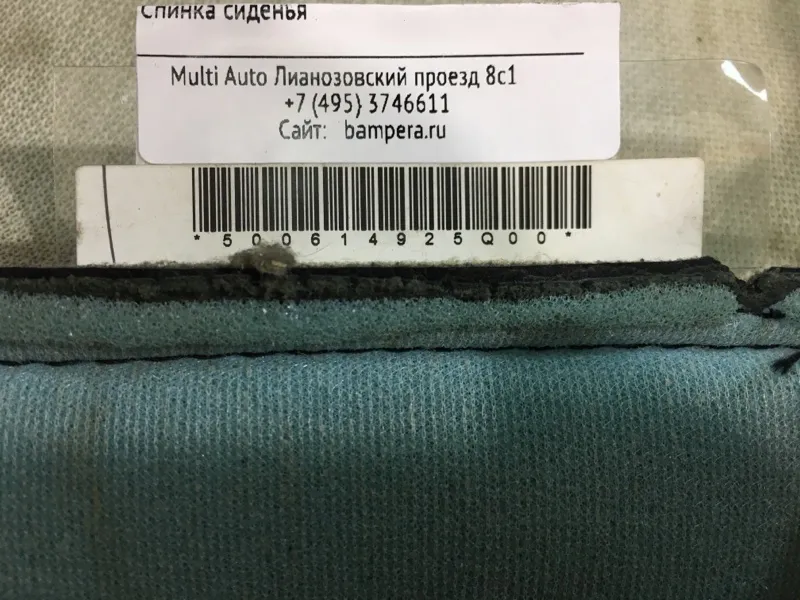 Спинка сиденья
Multi Auto Лианозовский проезд 8с1
+7 (495) 3746611
Сайт: bampera.ru
*500614925Q00*